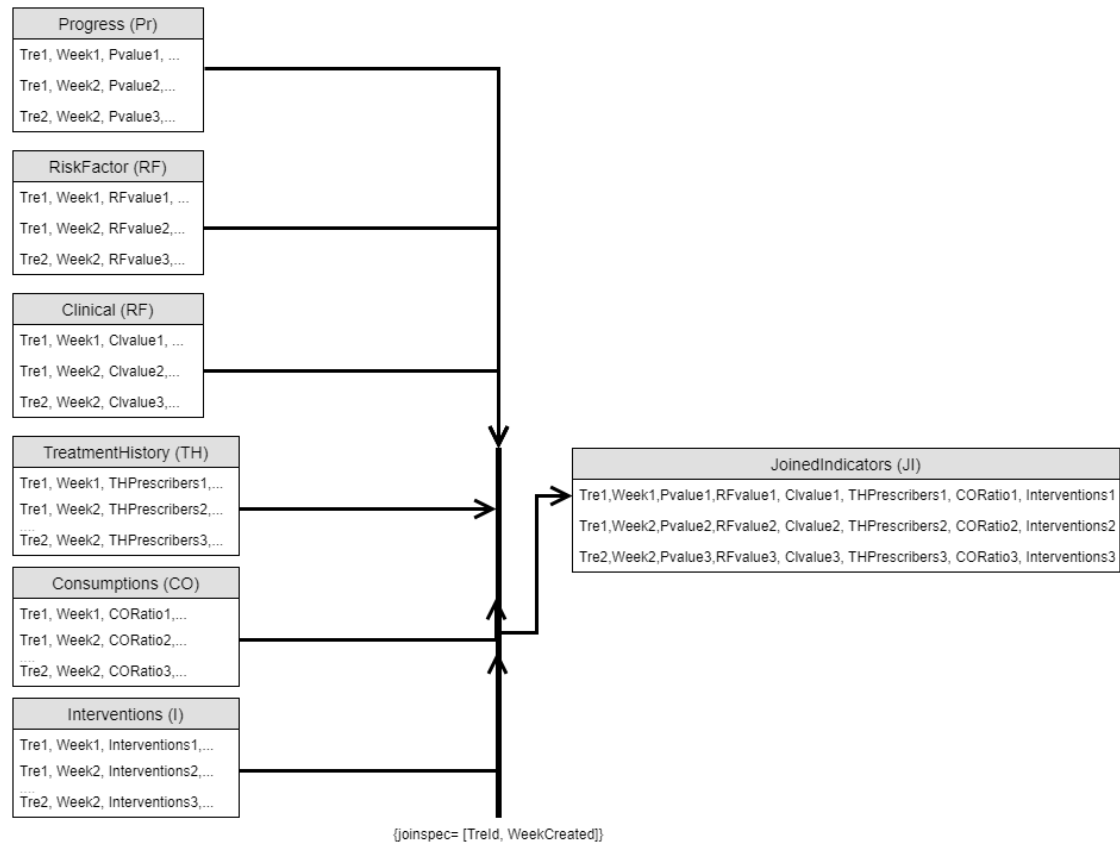 Progress (Pr)
Tre1, Week1, Pvalue1, ...
Tre1, Week2, Pvalue2,...
Tre2, Week2, Pvalue3,...
RiskFactor (RF)
Tre1, Week1, RFvalue1, ...
Tre1, Week2, RFvalue2,...
Tre2, Week2, RFvalue3,...
Clinical (RF)
Tre1, Week1, Clvalue1, ...
Tre1, Week2, Clvalue2,...
Tre2, Week2, Clvalue3,...
TreatmentHistory (TH)
Tre1, Week1, THPrescribers1,...
Tre1, Week2, THPrescribers2,...
....
Tre2, Week2, THPrescribers3,...
Consumptions (CO)
Tre1, Week1, CORatio1,...
Tre1, Week2, CORatio2,...
....
Tre2, Week2, CORatio3,...
Interventions (I)
Tre1, Week1, Interventions1,...
Tre1, Week2, Interventions2,...
....
Tre2, Week2, Interventions3,...
JoinedIndicators (JI)
Tre1,Week1,Pvalue1,RFvalue1, Clvalue1, THPrescribers1, CORatio1, Interventions1
Tre1,Week2,Pvalue2,RFvalue2, Clvalue2, THPrescribers2, CORatio2, Interventions2
Tre2,Week2,Pvalue3,RFvalue3, Clvalue3, THPrescribers3, CORatio3, Interventions3
{joinspec= [TreId, WeekCreated]}